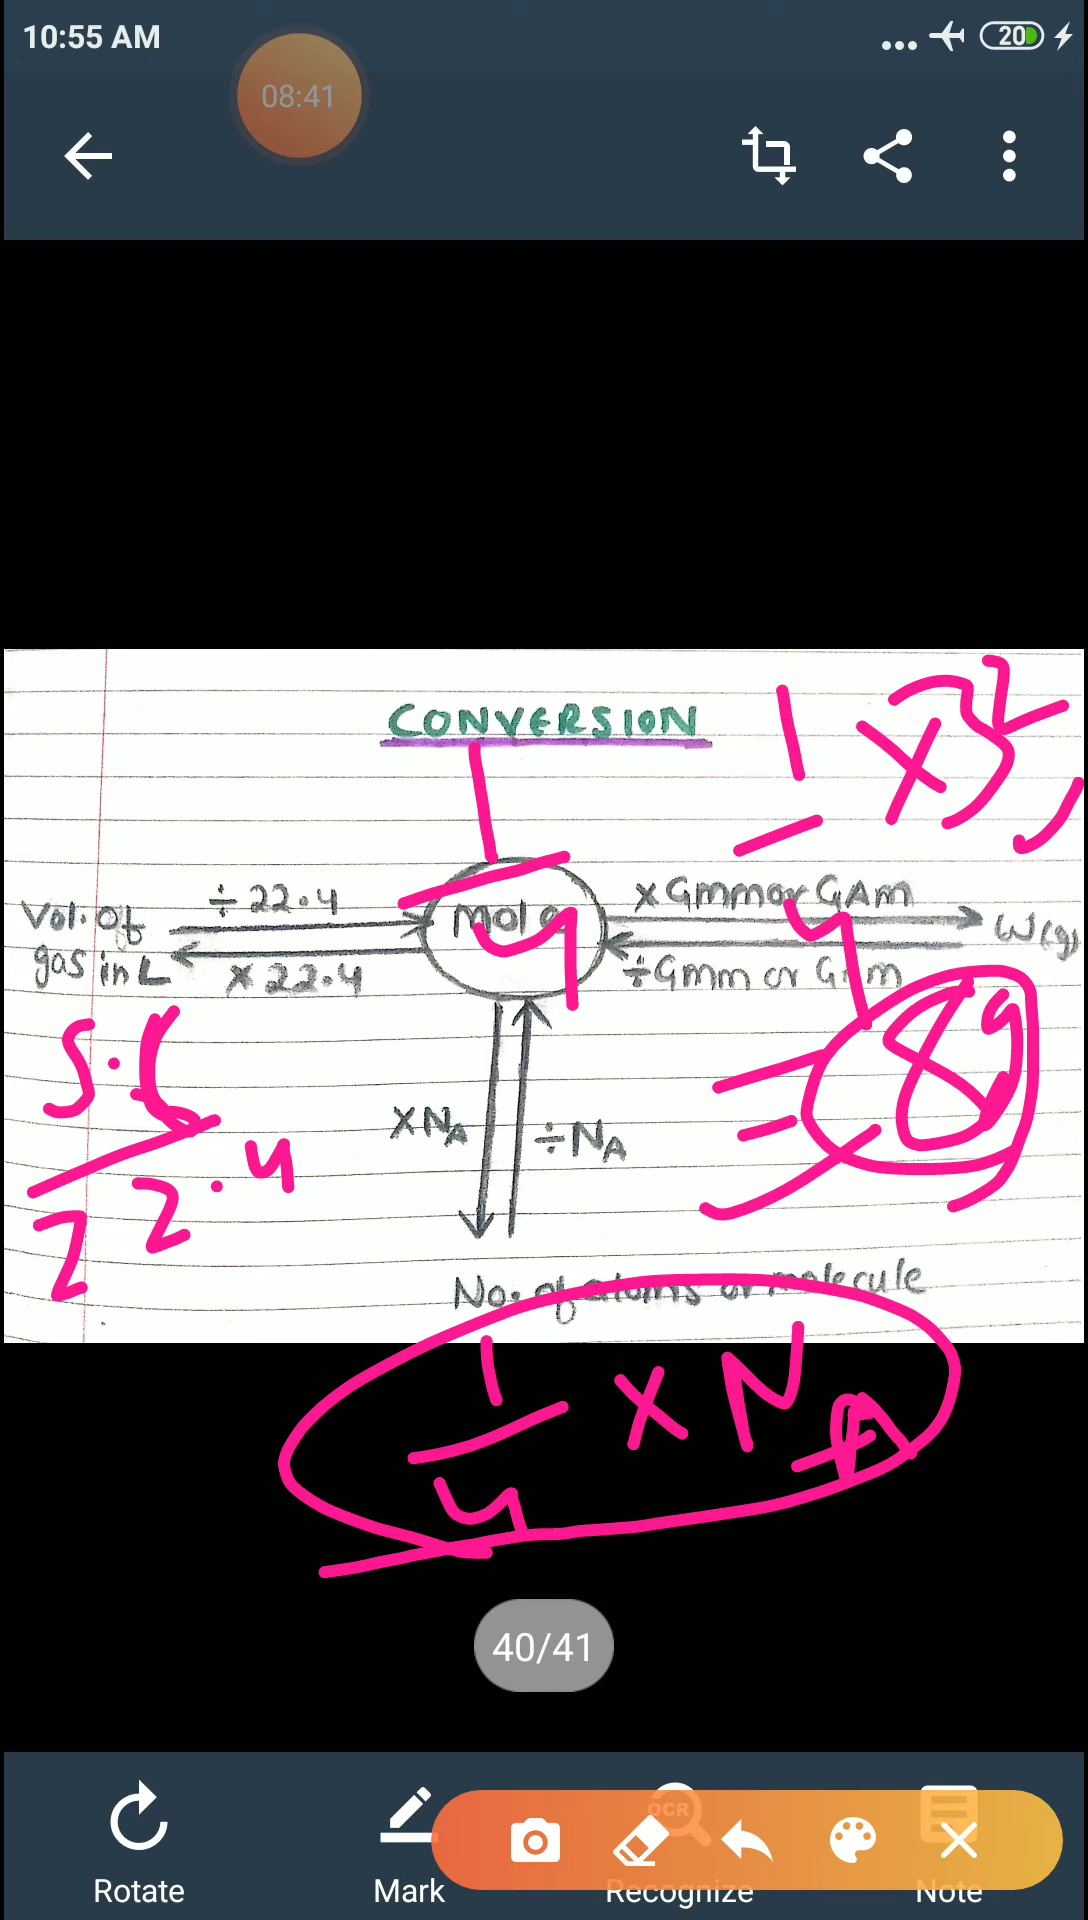 10:55 AM
20
08:41
CONVERSION
1 × 32
4
1
4
÷ 22.4
× GMM or GAM
Vol. of
gas in L
Mole
W(g)
× 22.4
÷ GMM or GAM
8g
5.6
22.4
× NA
÷ NA
No. of atoms or molecule
1
4
× NA
40/41
OCR
Rotate
Mark
Recognize
Note